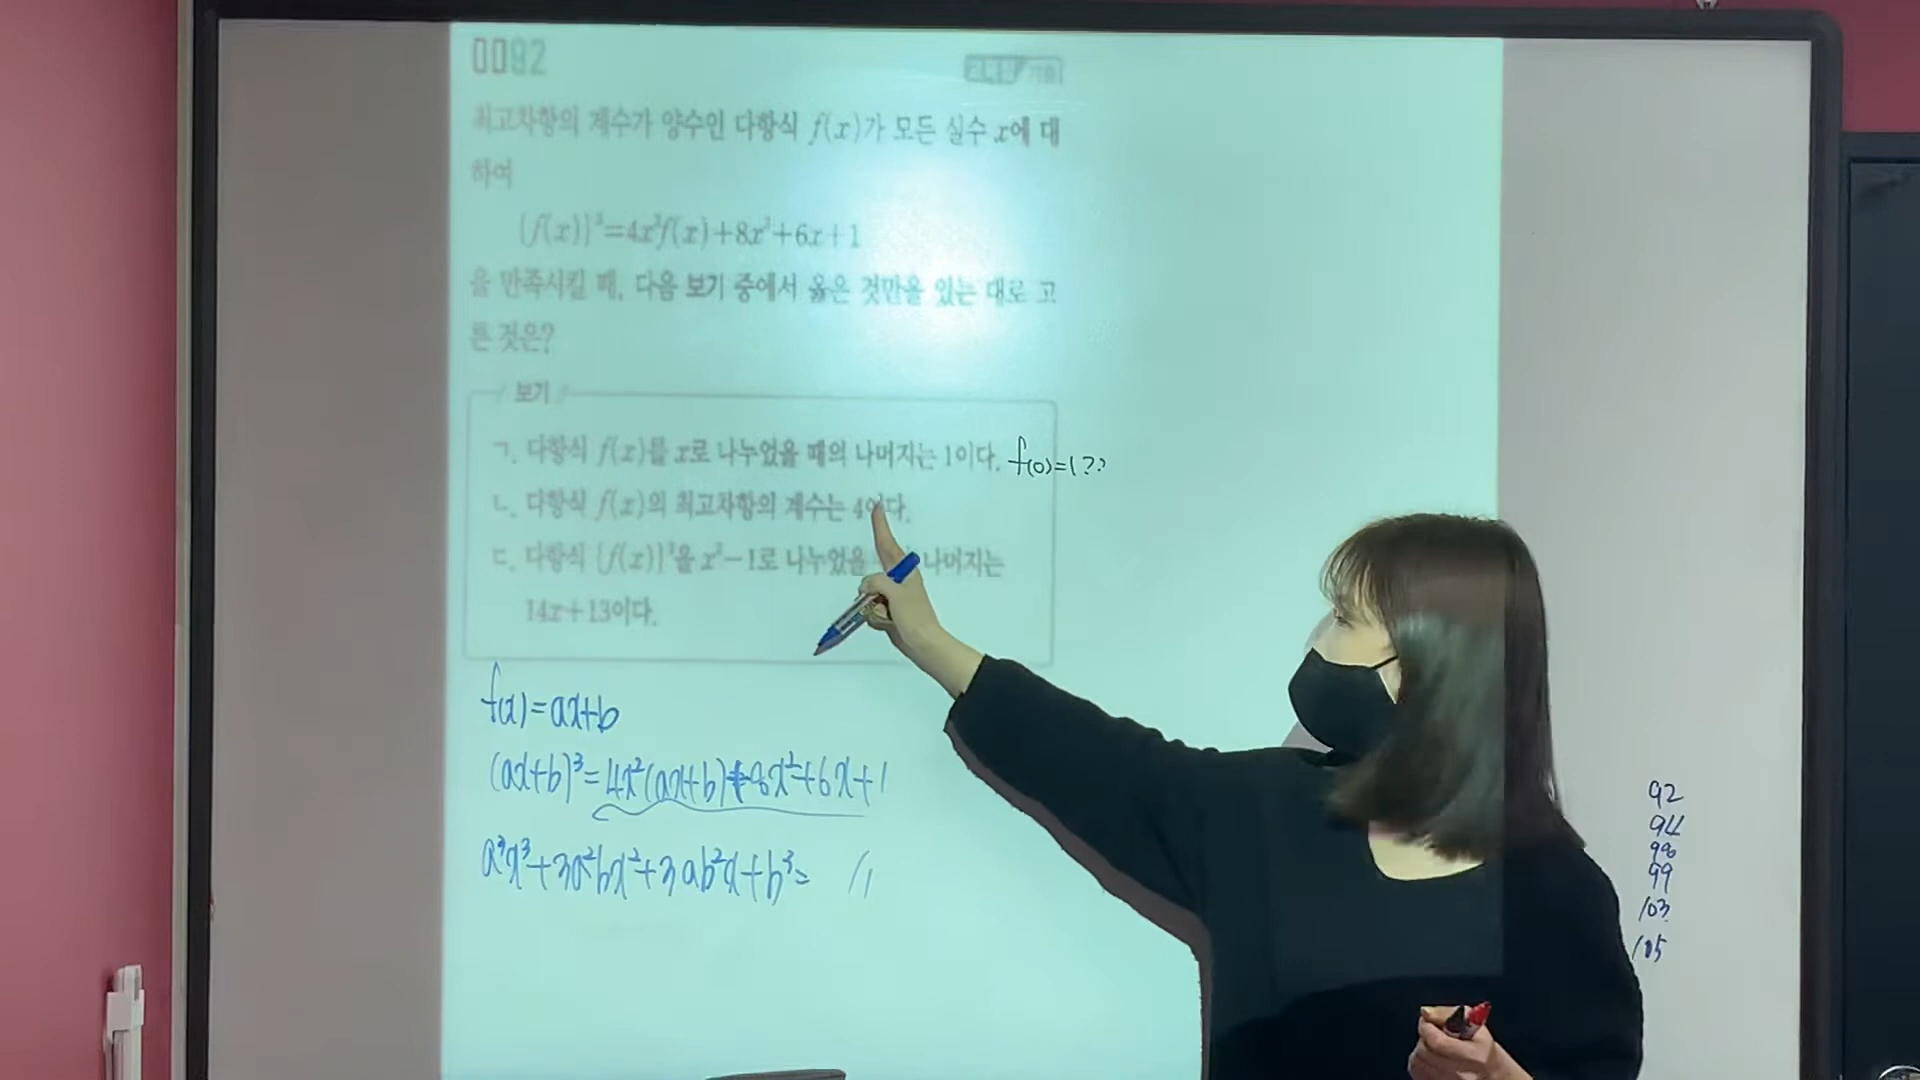 0092
최고차항의 계수가 양수인 다항식 f(x)가 모든 실수 x에 대
하여
{f(x)}³=4x²f(x)+8x²+6x+1
을 만족시킬 때, 다음 보기 중에서 옳은 것만을 있는 대로 고
른 것은?
보기
ㄱ. 다항식 f(x)를 x로 나누었을 때의 나머지는 1이다. f(0)=1??
ㄴ. 다항식 f(x)의 최고차항의 계수는 4이다.
ㄷ. 다항식 {f(x)}³을 x²-1로 나누었을 나머지는
14x+13이다.
f(x)=ax+b
(ax+b)³=4x²(ax+b)+8x²+6x+1
a³x³+3a²bx²+3ab²x+b³= //
92
94
99
103
105